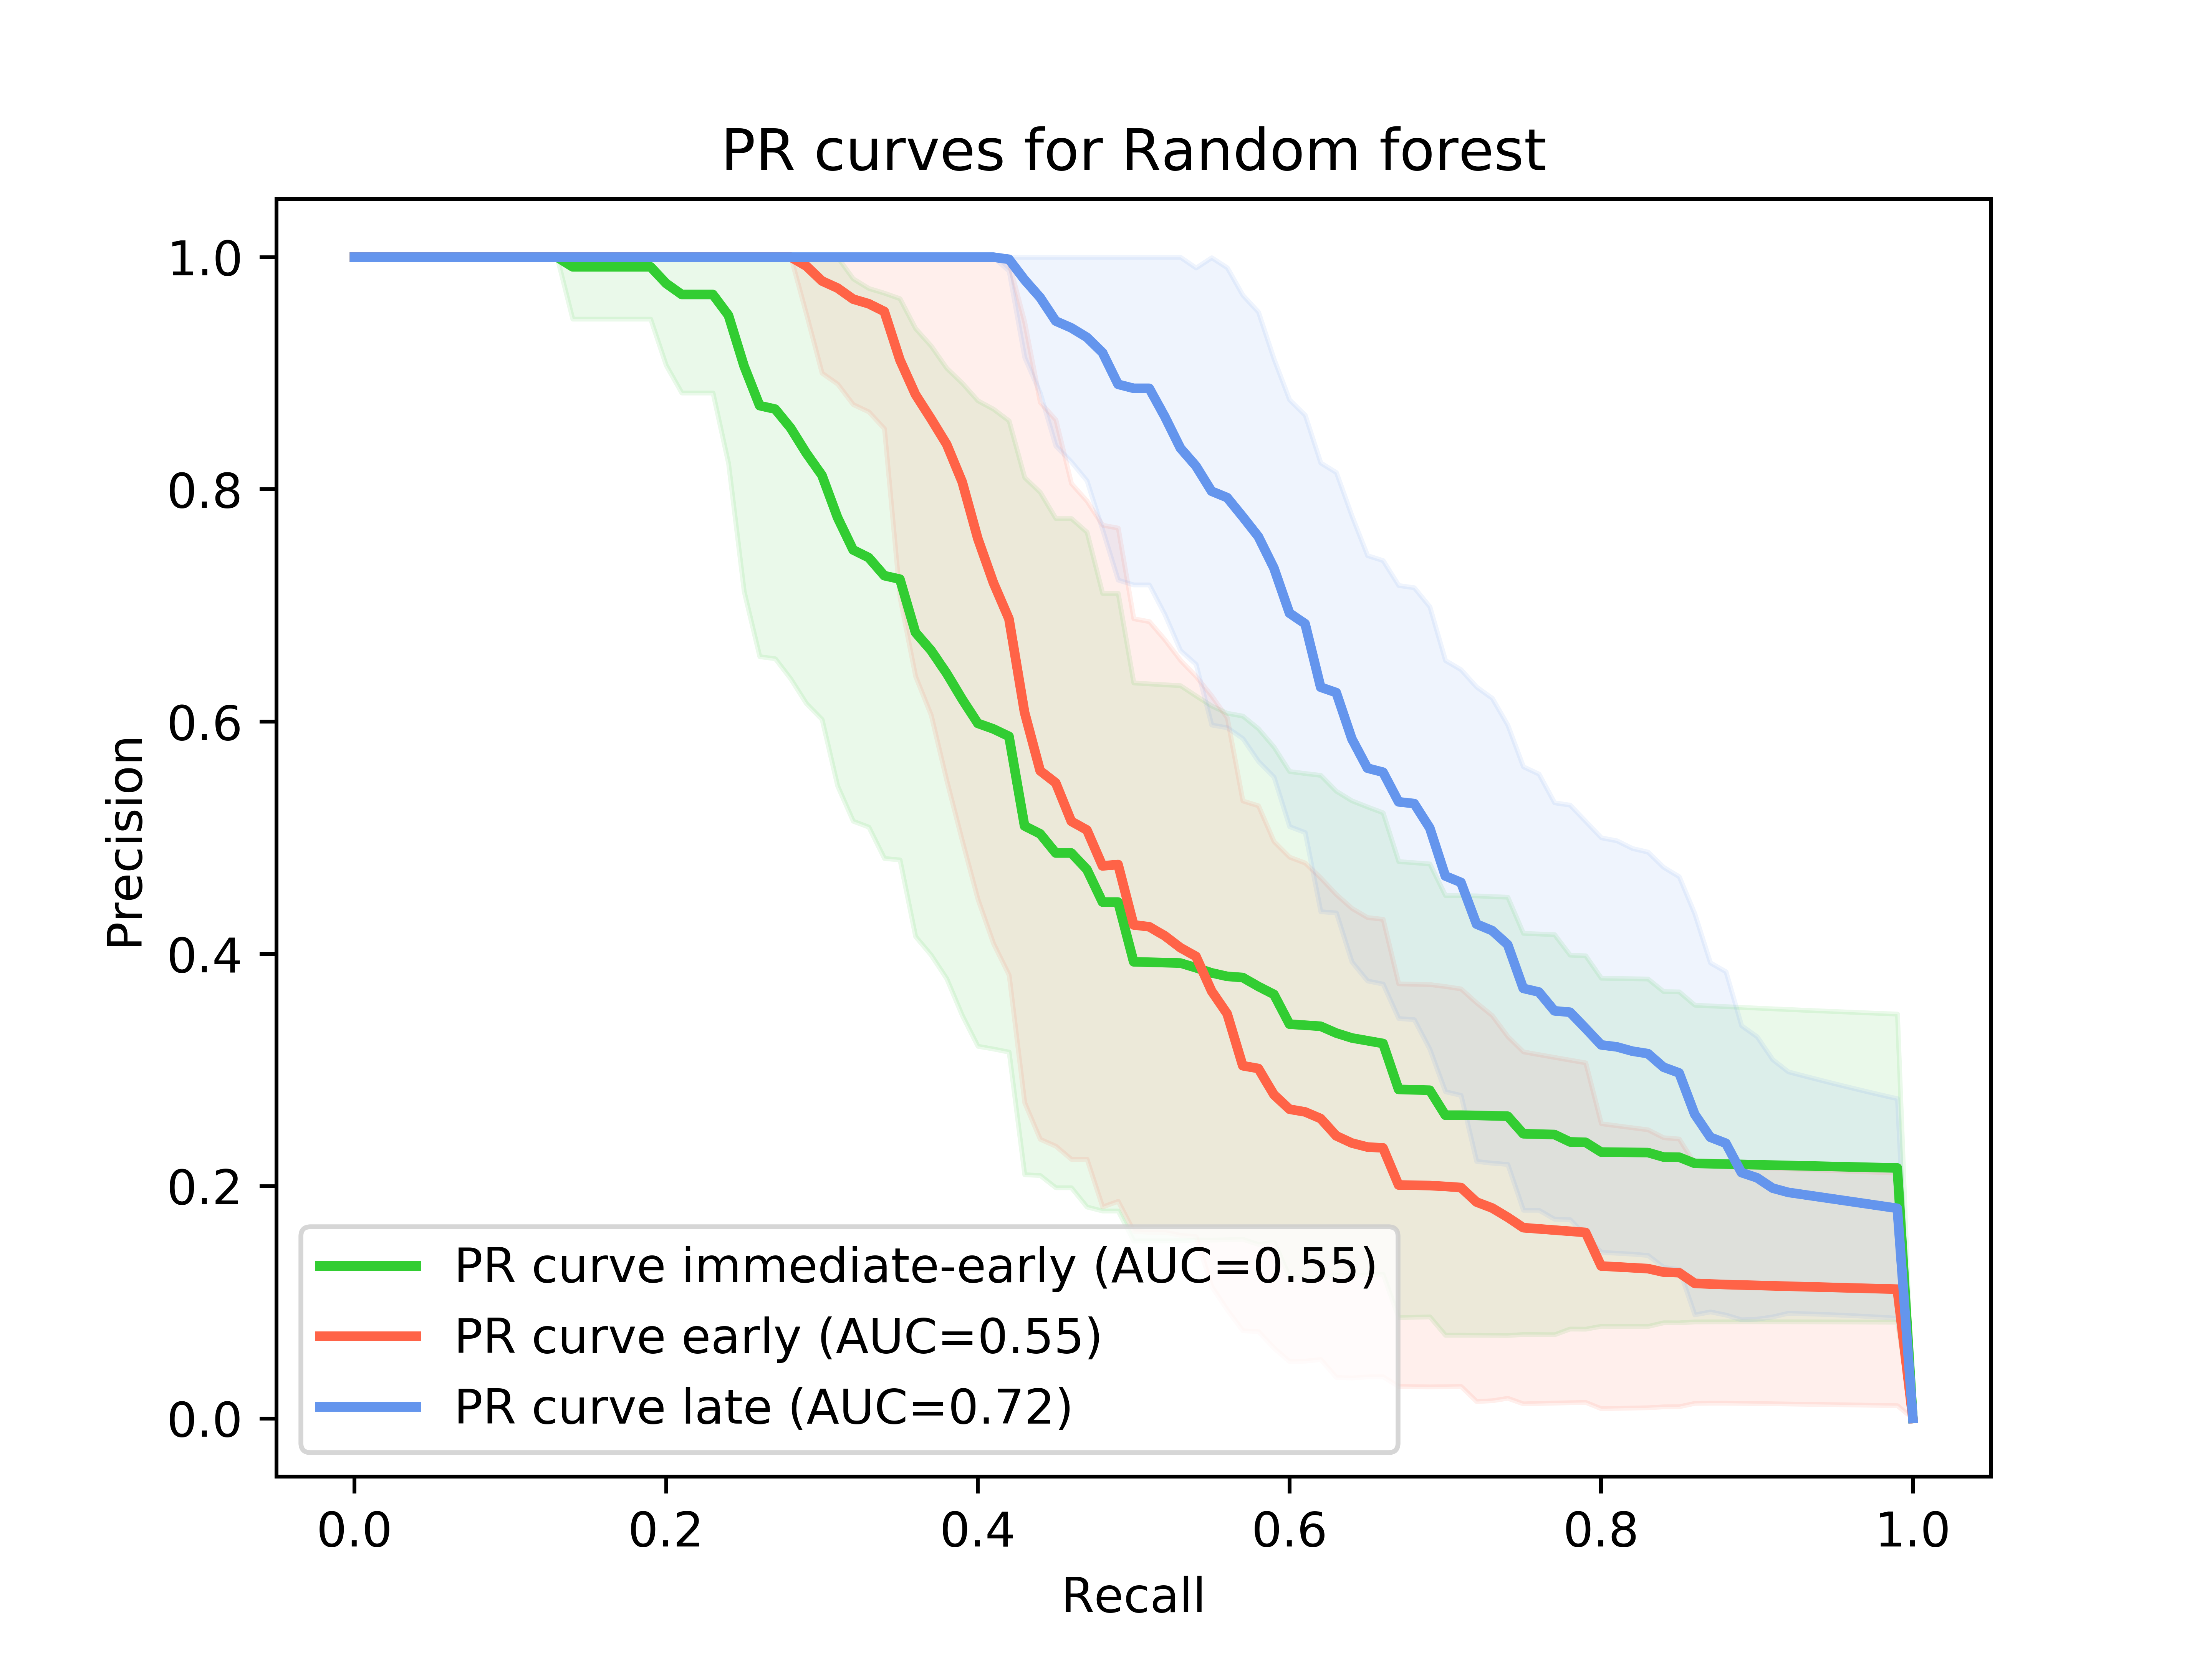 PR curves for Random forest
1.0
0.8
0.6
0.4
0.2
0.0
Precision
PR curve immediate-early (AUC=0.55)
PR curve early (AUC=0.55)
PR curve late (AUC=0.72)
0.0 0.2 0.4 0.6 0.8 1.0
Recall